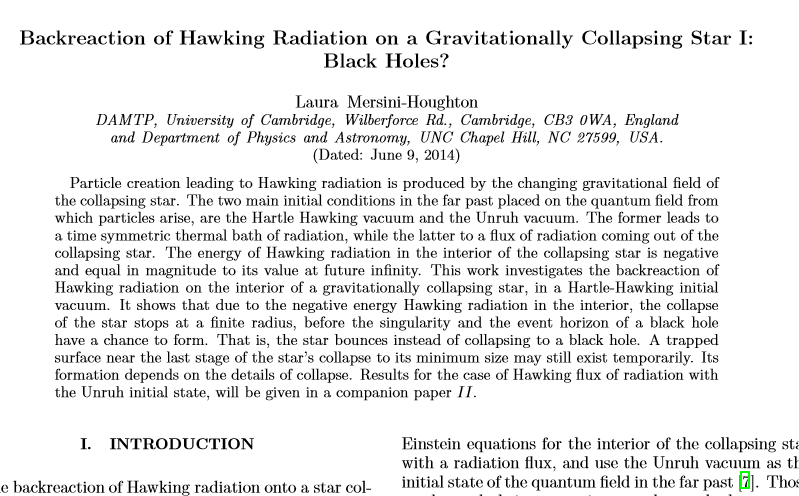 Backreaction of Hawking Radiation on a Gravitationally Collapsing Star I:
Black Holes?
Laura Mersini-Houghton
DAMTP, University of Cambridge, Wilberforce Rd., Cambridge, CB3 0WA, England
and Department of Physics and Astronomy, UNC Chapel Hill, NC 27599, USA.
(Dated: June 9, 2014)
Particle creation leading to Hawking radiation is produced by the changing gravitational field of
the collapsing star. The two main initial conditions in the far past placed on the quantum field from
which particles arise, are the Hartle Hawking vacuum and the Unruh vacuum. The former leads to
a time symmetric thermal bath of radiation, while the latter to a flux of radiation coming out of the
collapsing star. The energy of Hawking radiation in the interior of the collapsing star is negative
and equal in magnitude to its value at future infinity. This work investigates the backreaction of
Hawking radiation on the interior of a gravitationally collapsing star, in a Hartle-Hawking initial
vacuum. It shows that due to the negative energy Hawking radiation in the interior, the collapse
of the star stops at a finite radius, before the singularity and the event horizon of a black hole
have a chance to form. That is, the star bounces instead of collapsing to a black hole. A trapped
surface near the last stage of the star's collapse to its minimum size may still exist temporarily. Its
formation depends on the details of collapse. Results for the case of Hawking flux of radiation with
the Unruh initial state, will be given in a companion paper II.
I. INTRODUCTION
e backreaction of Hawking radiation onto a star col-
Einstein equations for the interior of the collapsing sta
with a radiation flux, and use the Unruh vacuum as th
initial state of the quantum field in the far past [7]. Thos